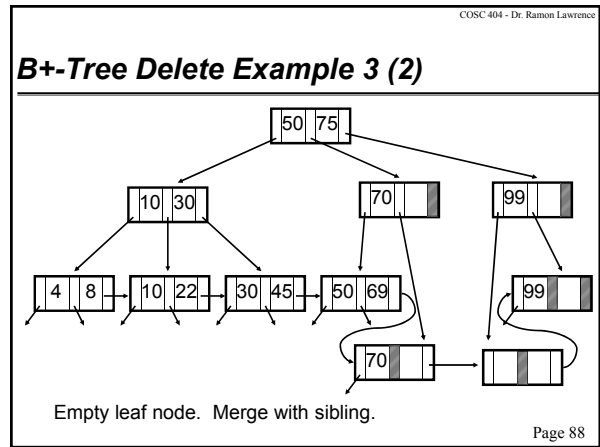 COSC 404 - Dr. Ramon Lawrence
B+-Tree Delete Example 3 (2)
50 75
10 30
70
99
4 8
10 22
30 45
50 69
99
70
Empty leaf node. Merge with sibling.
Page 88